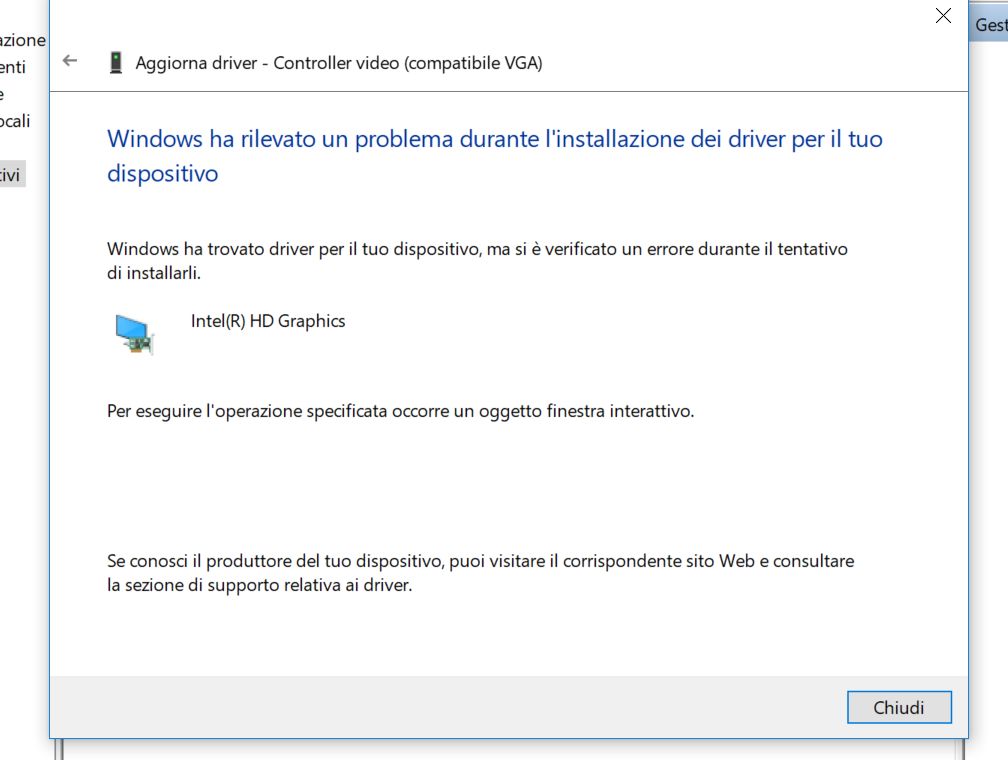 Gest
azione
Aggiorna driver - Controller video (compatibile VGA)
enti
e
ocali
Windows ha rilevato un problema durante l'installazione dei driver per il tuo
dispositivo
tivi
Windows ha trovato driver per il tuo dispositivo, ma si è verificato un errore durante il tentativo
di installarli.
Intel(R) HD Graphics
Per eseguire l'operazione specificata occorre un oggetto finestra interattivo.
Se conosci il produttore del tuo dispositivo, puoi visitare il corrispondente sito Web e consultare
la sezione di supporto relativa ai driver.
Chiudi